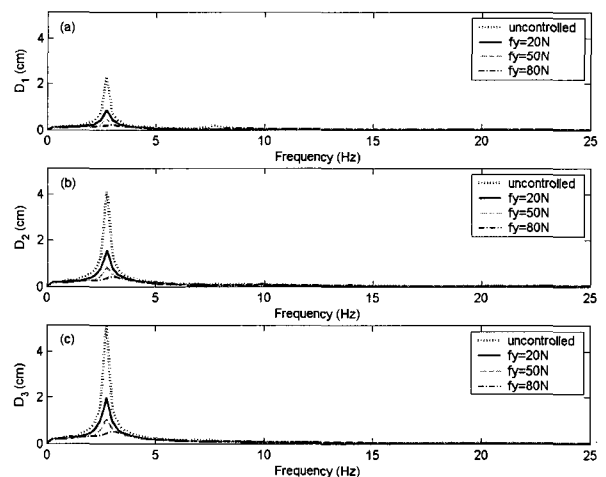 (a)
uncontrolled
fy=20N
fy=50N
fy=80N
D1 (cm)
4
2
0
0 5 10 15 20 25
Frequency (Hz)
(b)
uncontrolled
fy=20N
fy=50N
fy=80N
D2 (cm)
4
2
0
0 5 10 15 20 25
Frequency (Hz)
(c)
uncontrolled
fy=20N
fy=50N
fy=80N
D3 (cm)
4
2
0
0 5 10 15 20 25
Frequency (Hz)